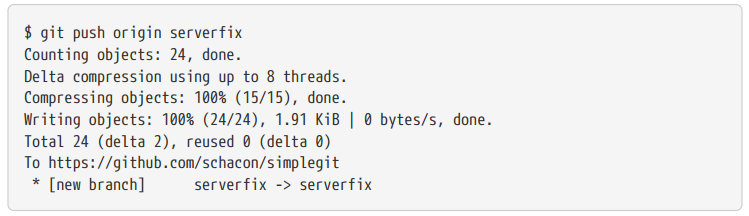 $ git push origin serverfix
Counting objects: 24, done.
Delta compression using up to 8 threads.
Compressing objects: 100% (15/15), done.
Writing objects: 100% (24/24), 1.91 KiB | 0 bytes/s, done.
Total 24 (delta 2), reused 0 (delta 0)
To https://github.com/schacon/simplegit
 * [new branch]      serverfix -> serverfix